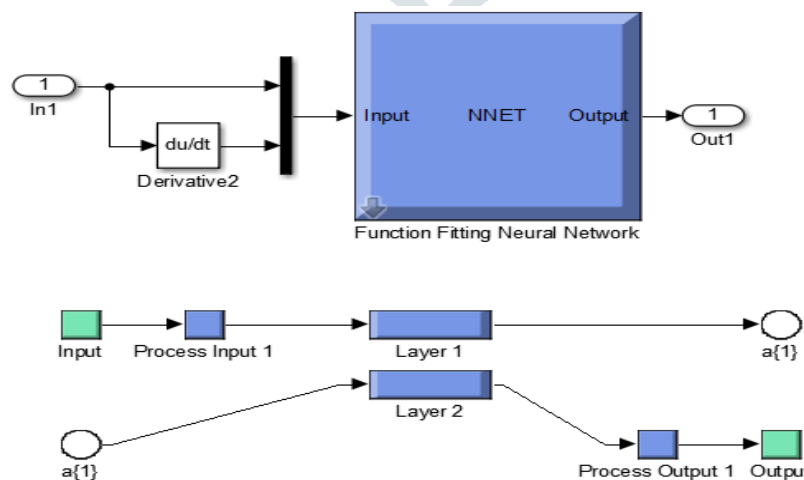 1
In1
du/dt
Derivative2
Input NNET Output
1
Out1
Function Fitting Neural Network
Input
Process Input 1
Layer 1
a{1}
Layer 2
a{1}
Process Output 1
Outpu